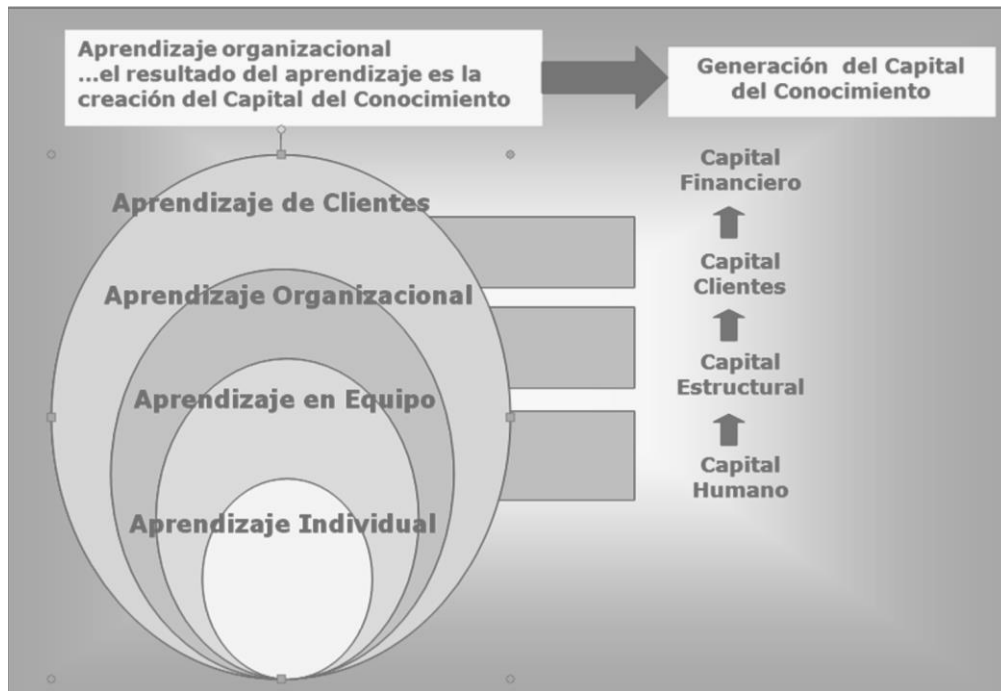 Aprendizaje organizacional
...el resultado del aprendizaje es la
creación del Capital del Conocimiento
Generación del Capital
del Conocimiento
Aprendizaje de Clientes
Aprendizaje Organizacional
Aprendizaje en Equipo
Aprendizaje Individual
Capital
Financiero
Capital
Clientes
Capital
Estructural
Capital
Humano